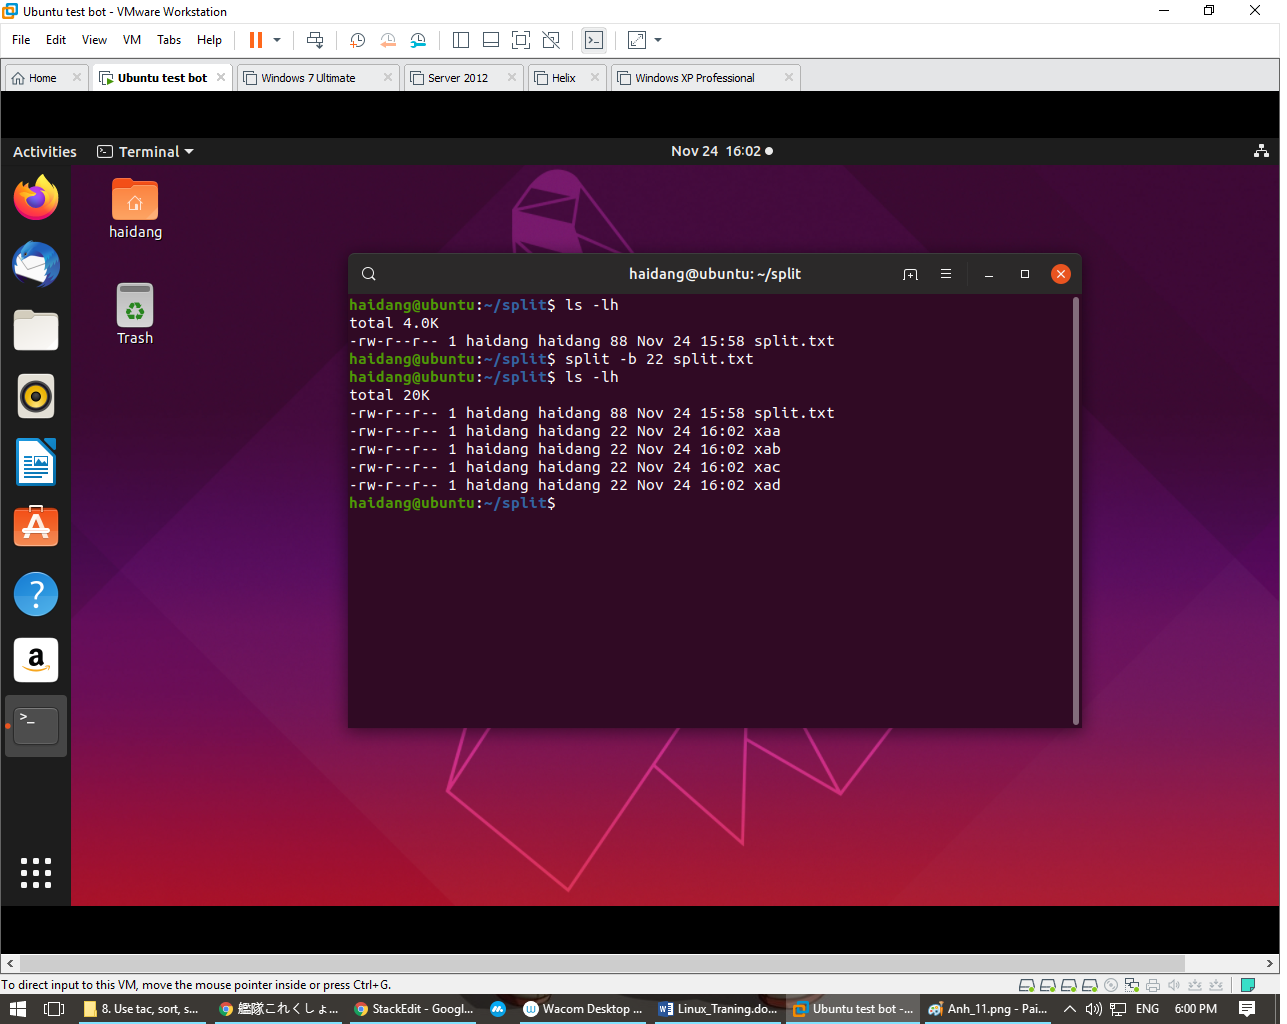 Ubuntu test bot - VMware Workstation
File Edit View VM Tabs Help
Home Ubuntu test bot Windows 7 Ultimate Server 2012 Helix Windows XP Professional
Activities Terminal Nov 24 16:02
haidang
Trash
haidang@ubuntu: ~/split
haidang@ubuntu:~/split$ ls -lh
total 4.0K
-rw-r--r-- 1 haidang haidang 88 Nov 24 15:58 split.txt
haidang@ubuntu:~/split$ split -b 22 split.txt
haidang@ubuntu:~/split$ ls -lh
total 20K
-rw-r--r-- 1 haidang haidang 88 Nov 24 15:58 split.txt
-rw-r--r-- 1 haidang haidang 22 Nov 24 16:02 xaa
-rw-r--r-- 1 haidang haidang 22 Nov 24 16:02 xab
-rw-r--r-- 1 haidang haidang 22 Nov 24 16:02 xac
-rw-r--r-- 1 haidang haidang 22 Nov 24 16:02 xad
haidang@ubuntu:~/split$
To direct input to this VM, move the mouse pointer inside or press Ctrl+G.
8. Use tac, sort, s... 艦隊これくしょ... StackEdit - Googl... Wacom Desktop ... Linux_Traning.do... Ubuntu test bot -... Anh_11.png - Pai... ENG 6:00 PM